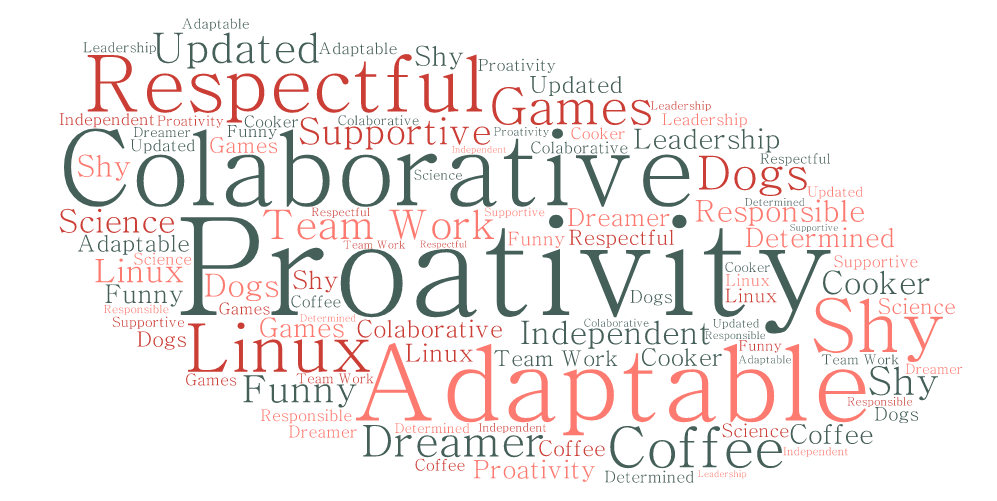 Adaptable
Leadership
Updated
Adaptable
Shy
Proativity
Respectful
Updated
Games
Leadership
Independent
Proativity
Cooker
Colaborative
Leadership
Dreamer
Funny
Supportive
Proativity
Cooker
Leadership
Updated
Games
Independent
Colaborative
Respectful
Shy
Colaborative
Science
Dogs
Updated
Science
Respectful
Team Work
Supportive
Dreamer
Determined
Responsible
Adaptable
Team Work
Respectful
Funny
Respectful
Supportive
Determined
Science
Linux
Proativity
Cooker
Supportive
Funny
Dogs
Shy
Coffee
Dogs
Linux
Linux
Cooker
Responsible
Games
Science
Supportive
Determined
Games
Colaborative
Colaborative
Independent
Updated
Responsible
Shy
Dogs
Linux
Linux
Team Work
Cooker
Funny
Adaptable
Team Work
Games
Team Work
Funny
Adaptable
Shy
Dreamer
Responsible
Responsible
Dogs
Dreamer
Determined
Independent
Dreamer
Coffee
Coffee
Science
Coffee
Coffee
Proativity
Determined
Leadership
Independent